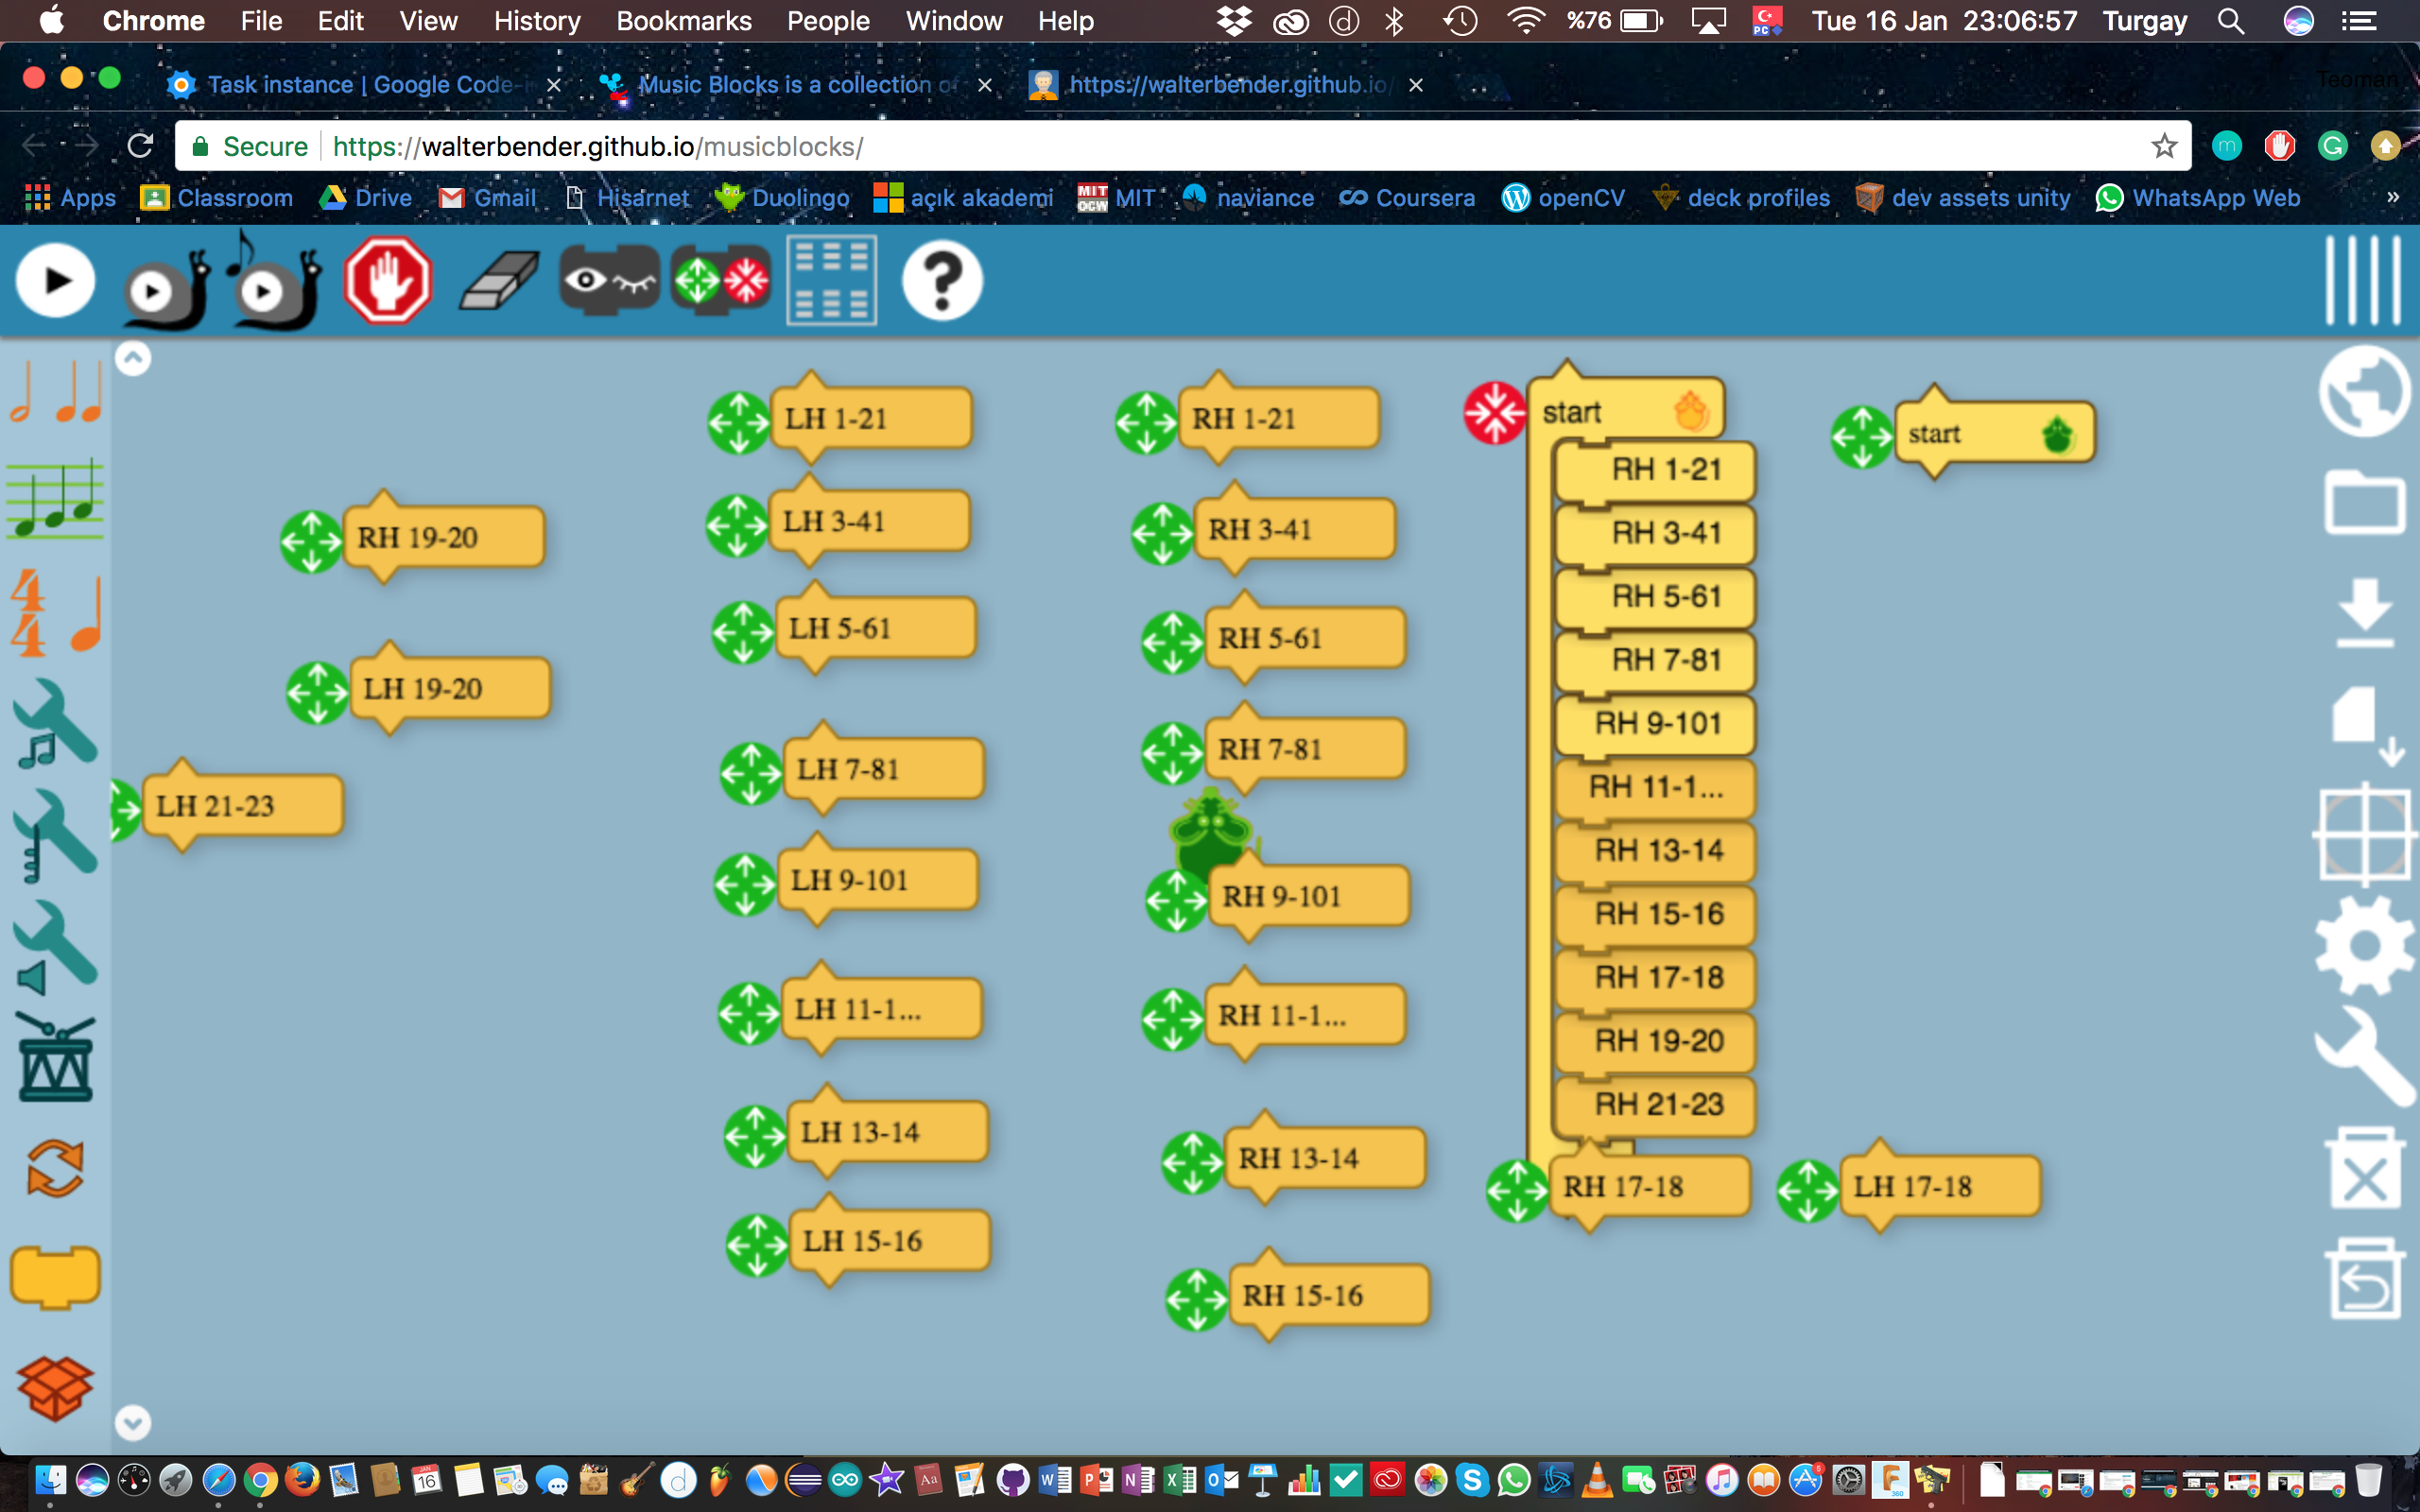 Chrome File Edit View History Bookmarks People Window Help %76 Tue 16 Jan 23:06:57 Turgay
Task instance | Google Code-i Music Blocks is a collection of https://walterbender.github.io/ Teoman
Secure https://walterbender.github.io/musicblocks/
Apps Classroom Drive Gmail Hisarnet Duolingo açık akademi MIT naviance Coursera openCV deck profiles dev assets unity WhatsApp Web »
LH 1-21
LH 3-41
LH 5-61
LH 7-81
LH 9-101
LH 11-1...
LH 13-14
LH 15-16
RH 19-20
LH 19-20
LH 21-23
RH 1-21
RH 3-41
RH 5-61
RH 7-81
RH 9-101
RH 11-1...
RH 13-14
RH 15-16
start
RH 1-21
RH 3-41
RH 5-61
RH 7-81
RH 9-101
RH 11-1...
RH 13-14
RH 15-16
RH 17-18
RH 19-20
RH 21-23
RH 17-18
start
LH 17-18
4
4